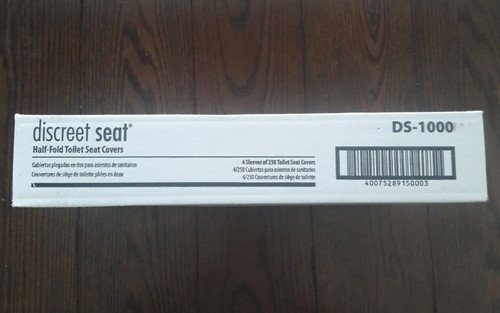 discreet seat®
DS-1000
Half-Fold Toilet Seat Covers
Cubiertas plegadas en dos para asientos de sanitarios
Couvertures de siège de toilette pliées en deux
4 Sleeves of 250 Toilet Seat Covers
4/250 Cubiertas para asientos de sanitarios
4/250 Couvertures de siège de toilette
40075289150003